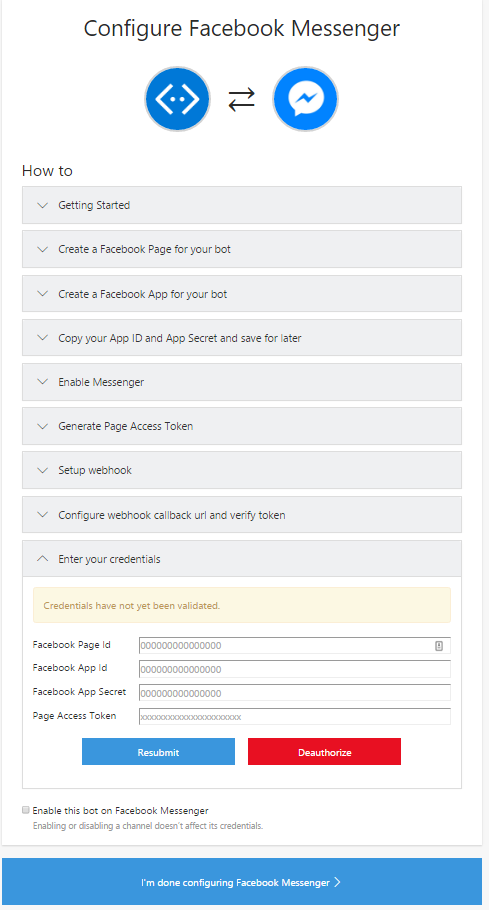 Configure Facebook Messenger
How to
Getting Started
Create a Facebook Page for your bot
Create a Facebook App for your bot
Copy your App ID and App Secret and save for later
Enable Messenger
Generate Page Access Token
Setup webhook
Configure webhook callback url and verify token
Enter your credentials
Credentials have not yet been validated.
Facebook Page Id 000000000000000
Facebook App Id 000000000000000
Facebook App Secret 000000000000000
Page Access Token xxxxxxxxxxxxxxxxxxxxxx
Resubmit Deauthorize
Enable this bot on Facebook Messenger
Enabling or disabling a channel doesn't affect its credentials.
I'm done configuring Facebook Messenger